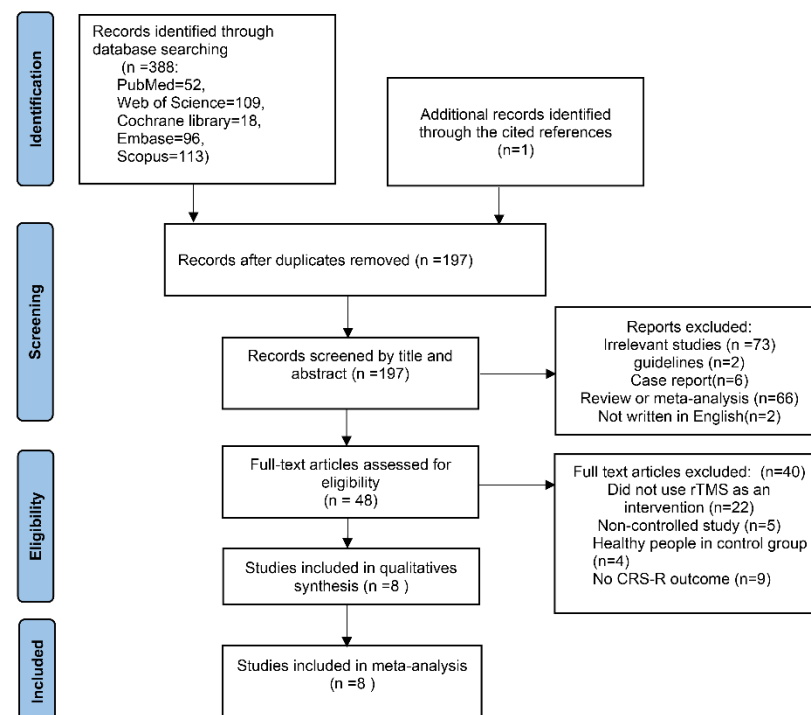 Identification
Records identified through
database searching
(n =388:
PubMed=52,
Web of Science=109,
Cochrane library=18,
Embase=96,
Scopus=113)
Additional records identified
through the cited references
(n=1)
Screening
Records after duplicates removed (n =197)
Records screened by title and
abstract (n =197)
Reports excluded:
Irrelevant studies (n =73)
guidelines (n=2)
Case report(n=6)
Review or meta-analysis (n=66)
Not written in English(n=2)
Eligibility
Full-text articles assessed for
eligibility
(n = 48)
Full text articles excluded: (n=40)
Did not use rTMS as an
intervention (n=22)
Non-controlled study (n=5)
Healthy people in control group
(n=4)
No CRS-R outcome (n=9)
Studies included in qualitatives
synthesis (n =8 )
Included
Studies included in meta-analysis
(n =8 )